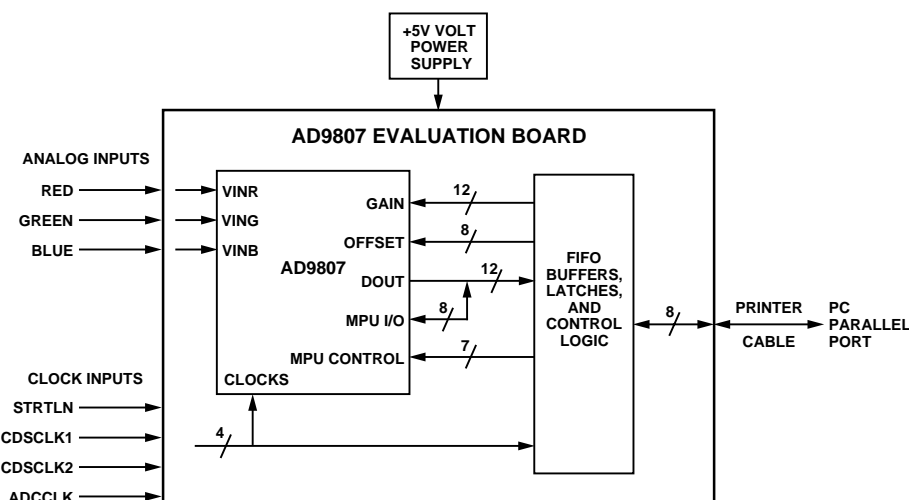 +5V VOLT
POWER
SUPPLY
AD9807 EVALUATION BOARD
ANALOG INPUTS
RED
GREEN
BLUE
VINR
VING
VINB
AD9807
GAIN
OFFSET
DOUT
MPU I/O
MPU CONTROL
CLOCKS
12
8
12
8
7
FIFO
BUFFERS,
LATCHES,
AND
CONTROL
LOGIC
8
PRINTER
CABLE
PC
PARALLEL
PORT
CLOCK INPUTS
STRTLN
CDSCLK1
CDSCLK2
ADCCLK
4